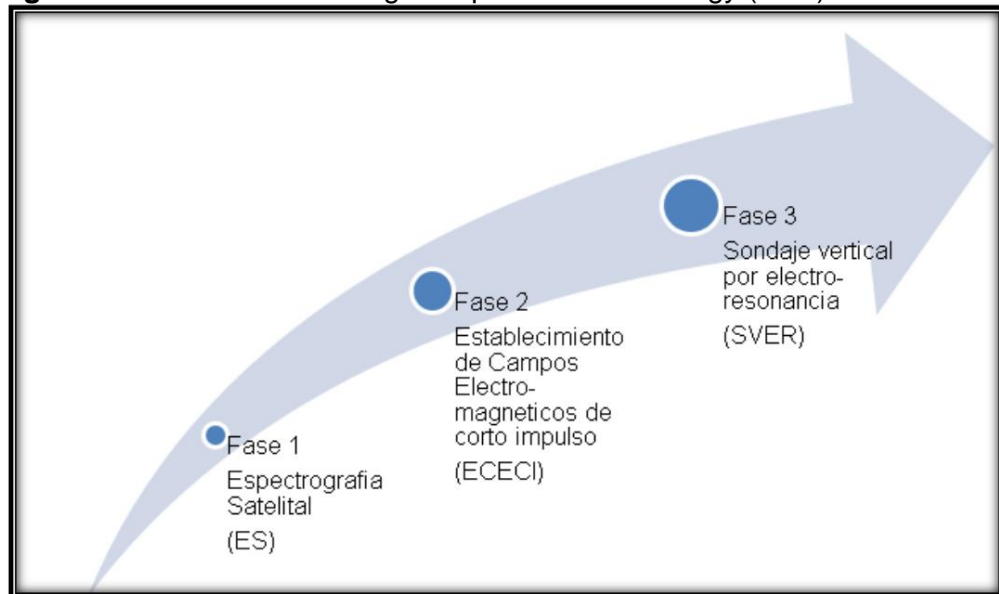 Fase 1
Espectrografia
Satelital
(ES)
Fase 2
Establecimiento
de Campos
Electro-
magneticos de
corto impulso
(ECECI)
Fase 3
Sondaje vertical
por electro-
resonancia
(SVER)